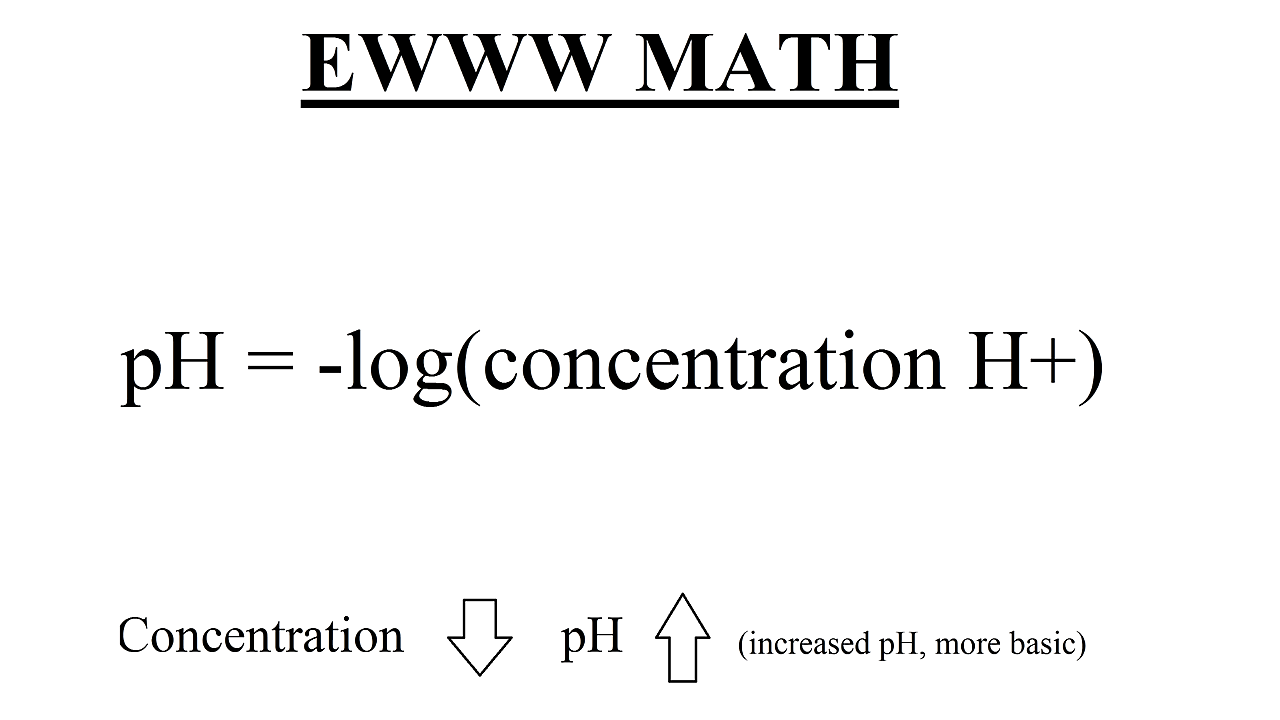 EWWW MATH
pH = -log(concentration H+)
Concentration pH (increased pH, more basic)